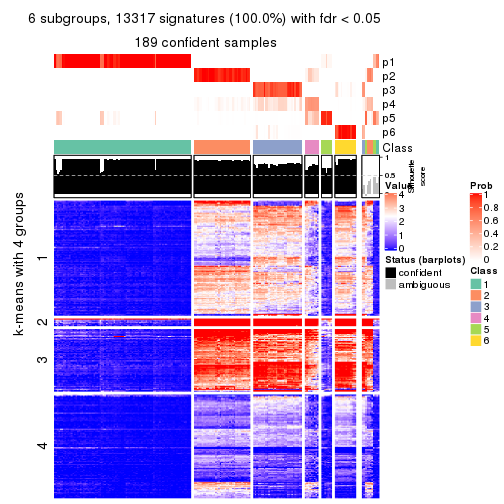 6 subgroups, 13317 signatures (100.0%) with fdr < 0.05
189 confident samples
p1
p2
p3
p4
p5
p6
Class
1
0.5
0
Silhouette
score
k-means with 4 groups
1
2
3
4
Value
4
3
2
1
0
Status (barplots)
confident
ambiguous
Prob
1
0.8
0.6
0.4
0.2
0
Class
1
2
3
4
5
6